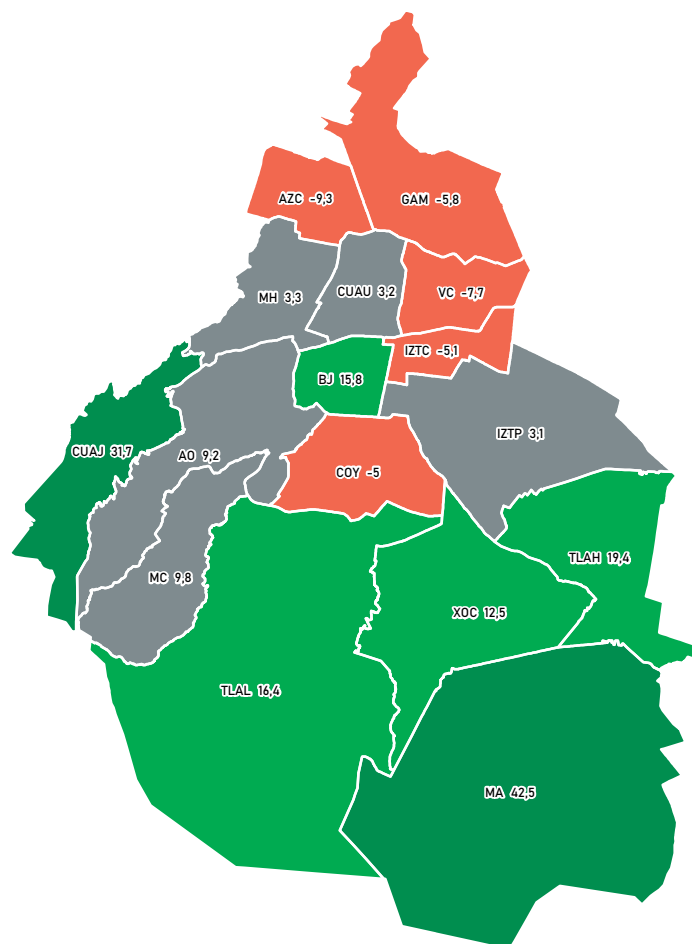 AZC -9,3
GAM -5,8
MH 3,3
CUAU 3,2
VC -7,7
IZTC -5,1
BJ 15,8
IZTP 3,1
CUAJ 31,7
AO 9,2
COY -5
TLAH 19,4
MC 9,8
XOC 12,5
TLAL 16,4
MA 42,5